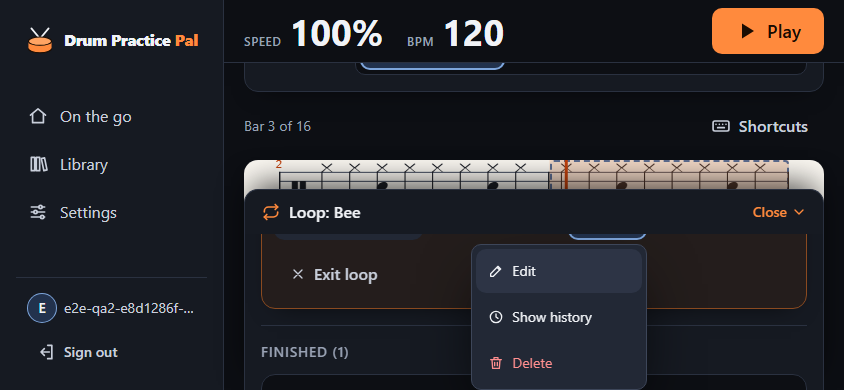 Drum Practice Pal
SPEED 100% BPM 120
Play
On the go
Library
Settings
E e2e-qa2-e8d1286f-...
Sign out
Bar 3 of 16
Shortcuts
2
Loop: Bee
Close
Exit loop
Edit
Show history
Delete
FINISHED (1)